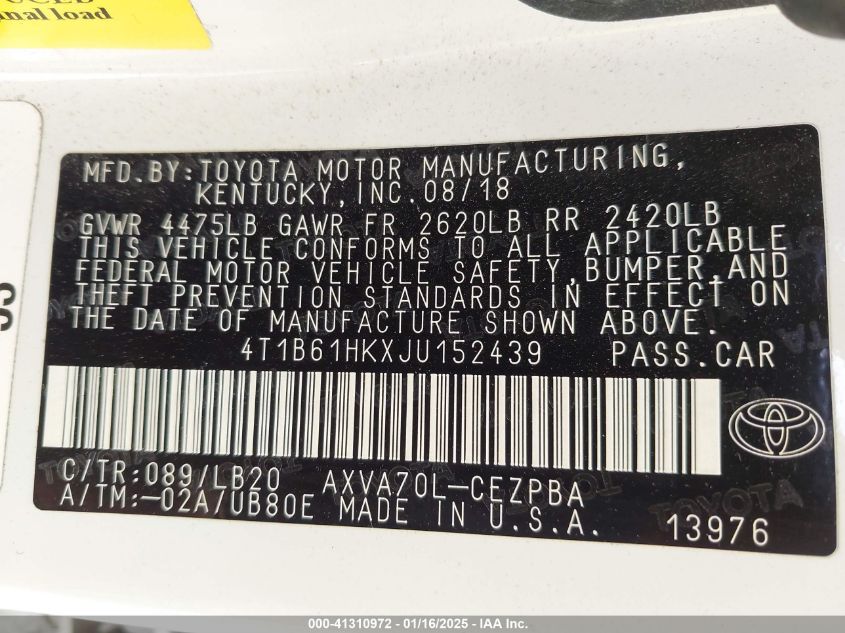 nal load
MFD.BY:TOYOTA MOTOR MANUFACTURING,
KENTUCKY,INC.08/18
GVWR 4475LB GAWR FR 2620LB RR 2420LB
THIS VEHICLE CONFORMS TO ALL APPLICABLE
FEDERAL MOTOR VEHICLE SAFETY,BUMPER,AND
THEFT PREVENTION STANDARDS IN EFFECT ON
THE DATE OF MANUFACTURE SHOWN ABOVE.
4T1B61HKXJU152439 PASS.CAR
C/TR:089/LB20 AXVA70L-CEZPBA
A/TM:-02A/UB80E MADE IN U.S.A. 13976
000-41310972 - 01/16/2025 - IAA Inc.